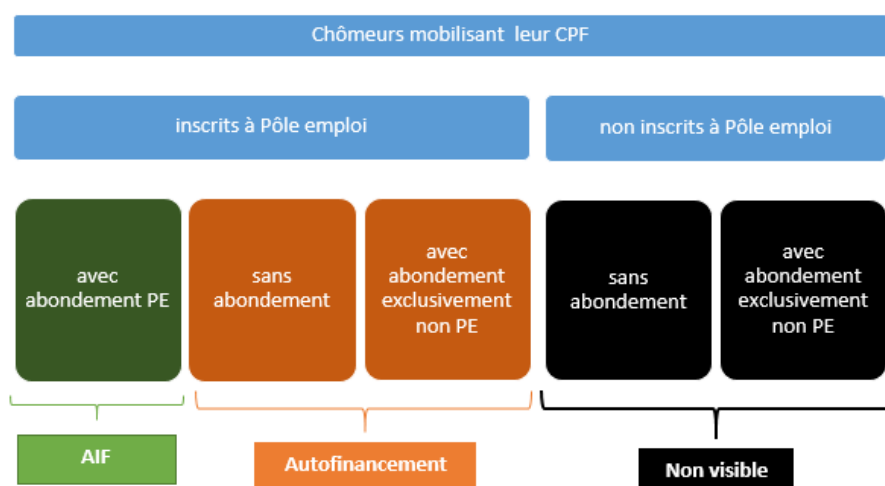 Chômeurs mobilisant leur CPF
inscrits à Pôle emploi
non inscrits à Pôle emploi
avec
abondement PE
sans
abondement
avec
abondement
exclusivement
non PE
sans
abondement
avec
abondement
exclusivement
non PE
AIF
Autofinancement
Non visible